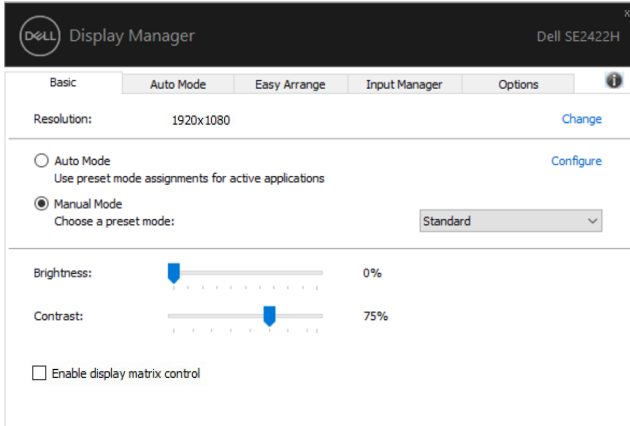 DELL Display Manager Dell SE2422H x
Basic Auto Mode Easy Arrange Input Manager Options i
Resolution: 1920x1080 Change
Auto Mode Configure
Use preset mode assignments for active applications
Manual Mode
Choose a preset mode: Standard
Brightness: 0%
Contrast: 75%
Enable display matrix control